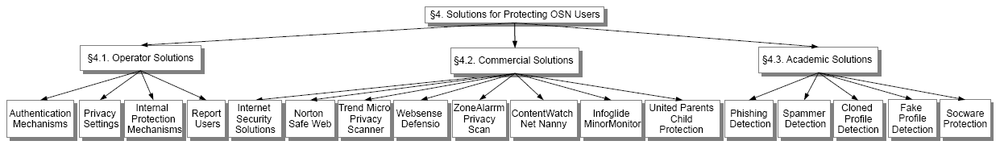 §4. Solutions for Protecting OSN Users
§4.1. Operator Solutions
§4.2. Commercial Solutions
§4.3. Academic Solutions
Authentication
Mechanisms
Privacy
Settings
Internal
Protection
Mechanisms
Report
Users
Internet
Security
Solutions
Norton
Safe Web
Trend Micro
Privacy
Scanner
Websense
Defensio
ZoneAlarrm
Privacy
Scan
ContentWatch
Net Nanny
Infoglide
MinorMonitor
United Parents
Child
Protection
Phishing
Detection
Spammer
Detection
Cloned
Profile
Detection
Fake
Profile
Detection
Socware
Protection